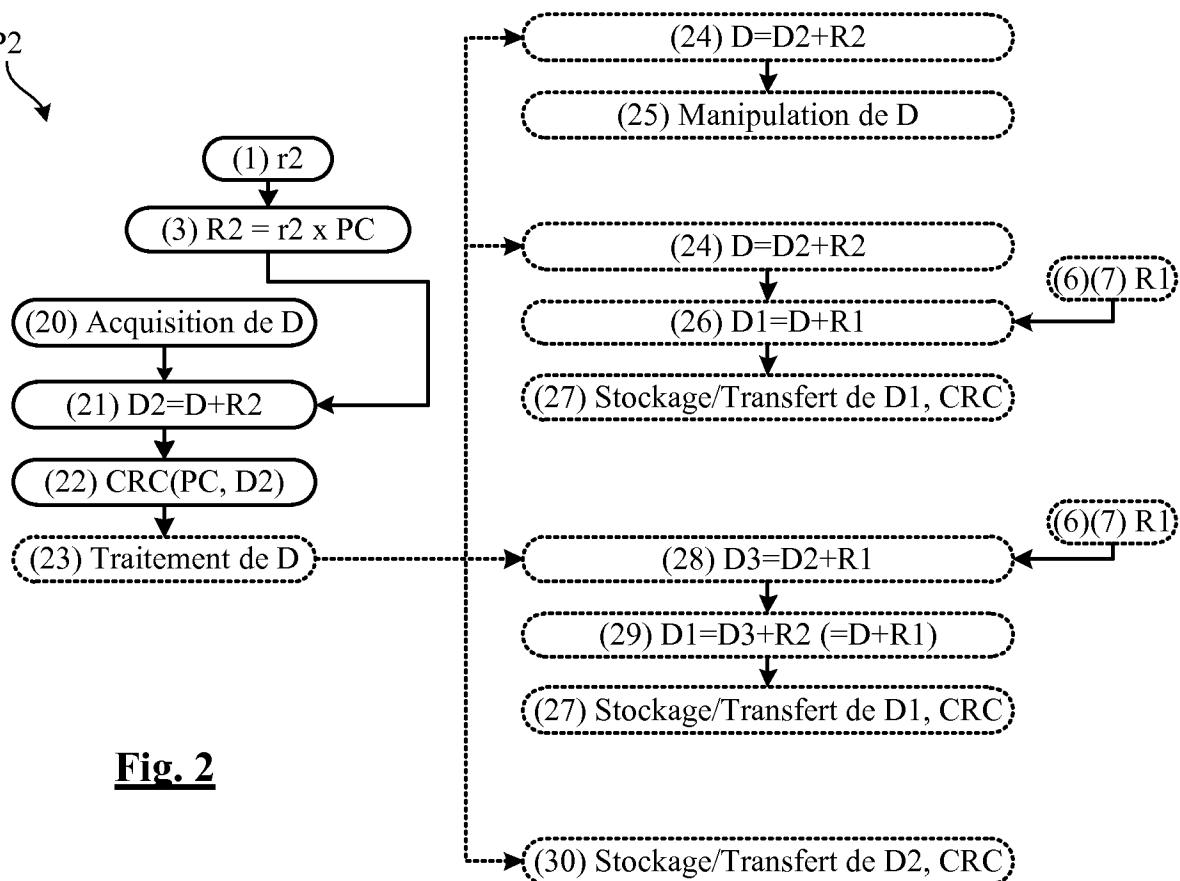 P2
(1) r2
(3) R2 = r2 x PC
(20) Acquisition de D
(21) D2=D+R2
(22) CRC(PC, D2)
(23) Traitement de D
(24) D=D2+R2
(25) Manipulation de D
(24) D=D2+R2
(6)(7) R1
(26) D1=D+R1
(27) Stockage/Transfert de D1, CRC
(6)(7) R1
(28) D3=D2+R1
(29) D1=D3+R2 (=D+R1)
(27) Stockage/Transfert de D1, CRC
(30) Stockage/Transfert de D2, CRC
Fig. 2